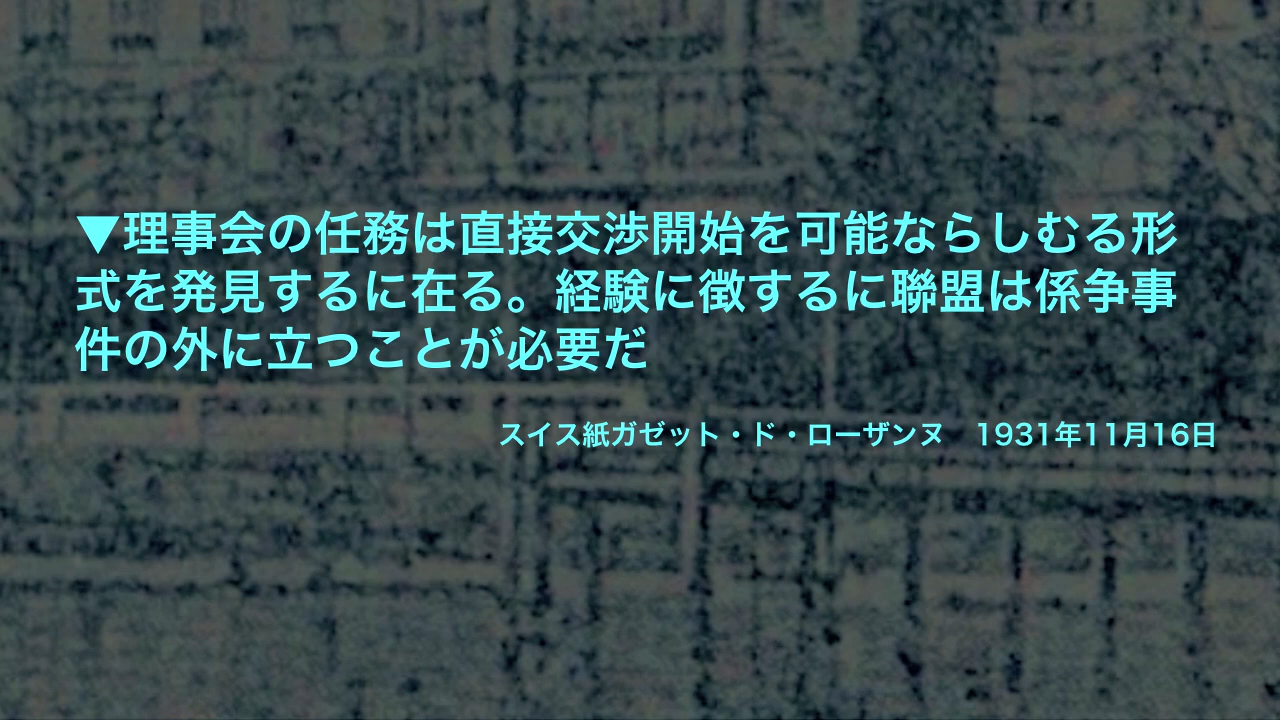 ▼理事会の任務は直接交渉開始を可能ならしむる形
式を発見するに在る。経験に徴するに聯盟は係争事
件の外に立つことが必要だ
スイス紙ガゼット・ド・ローザンヌ　1931年11月16日